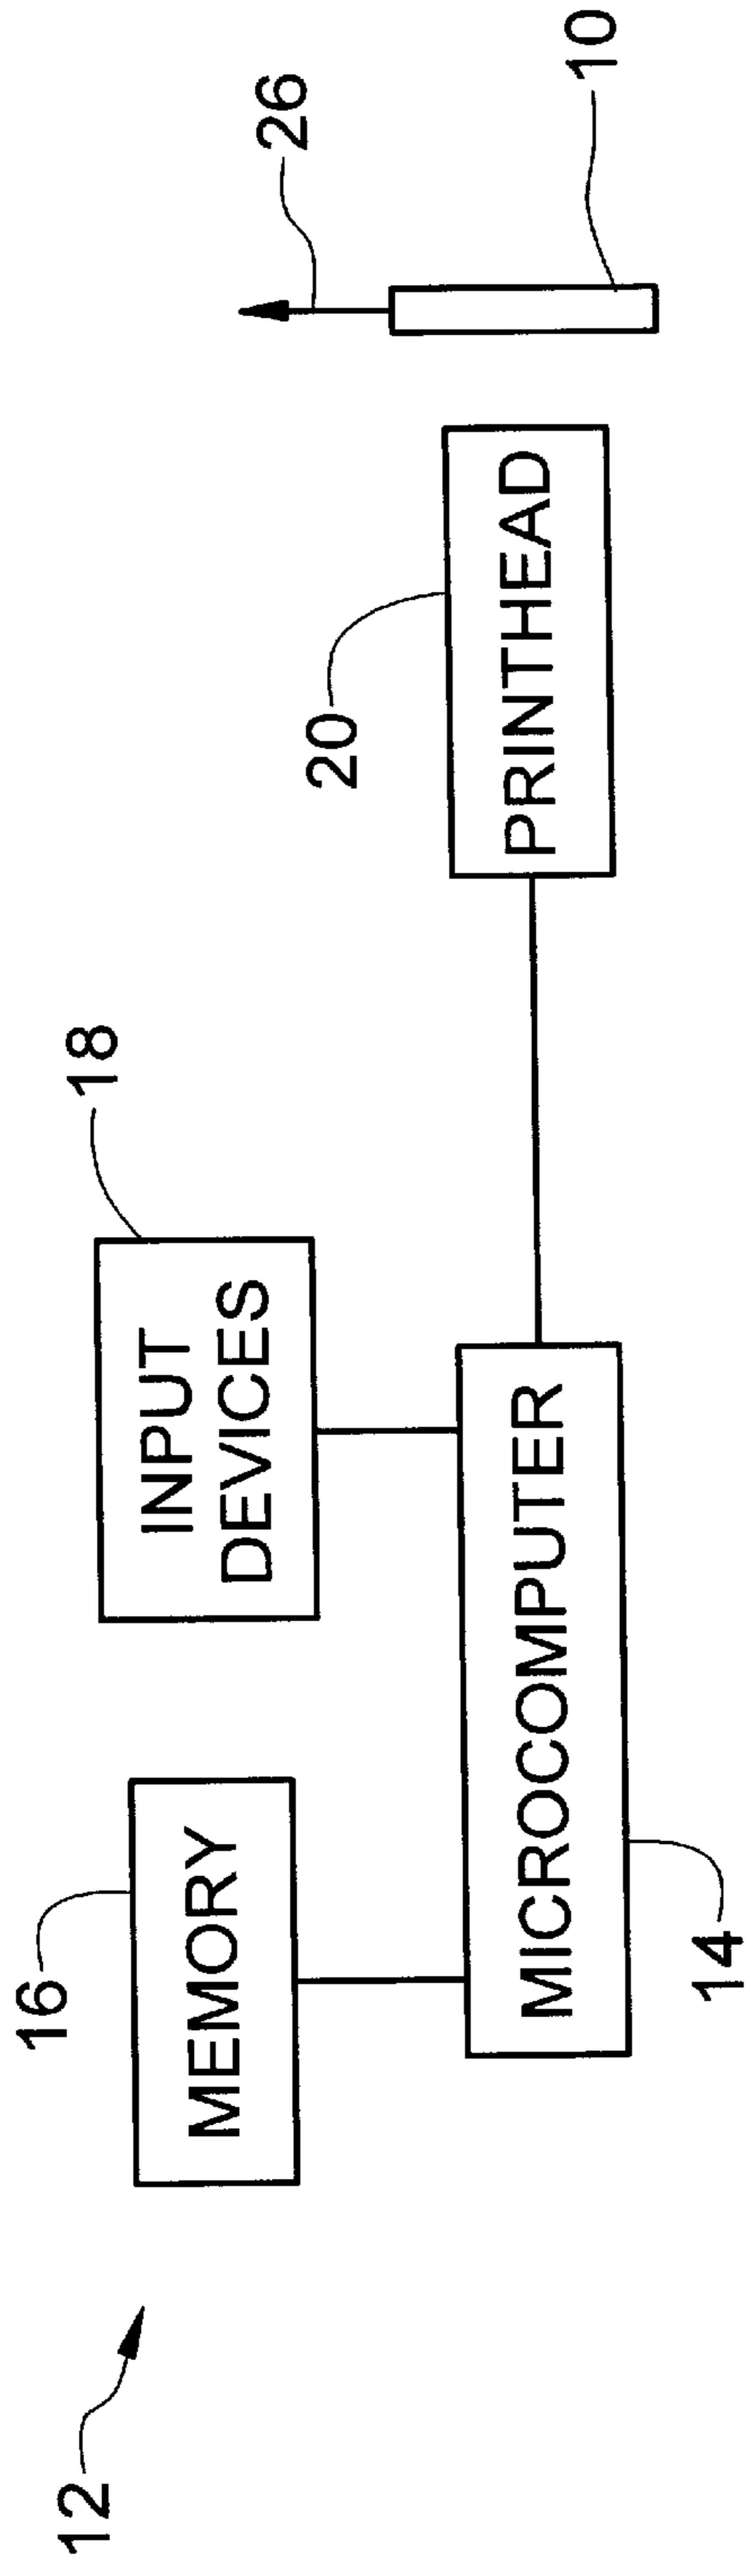 12
16
MEMORY
INPUT
DEVICES
18
MICROCOMPUTER
14
20
PRINTHEAD
26
10